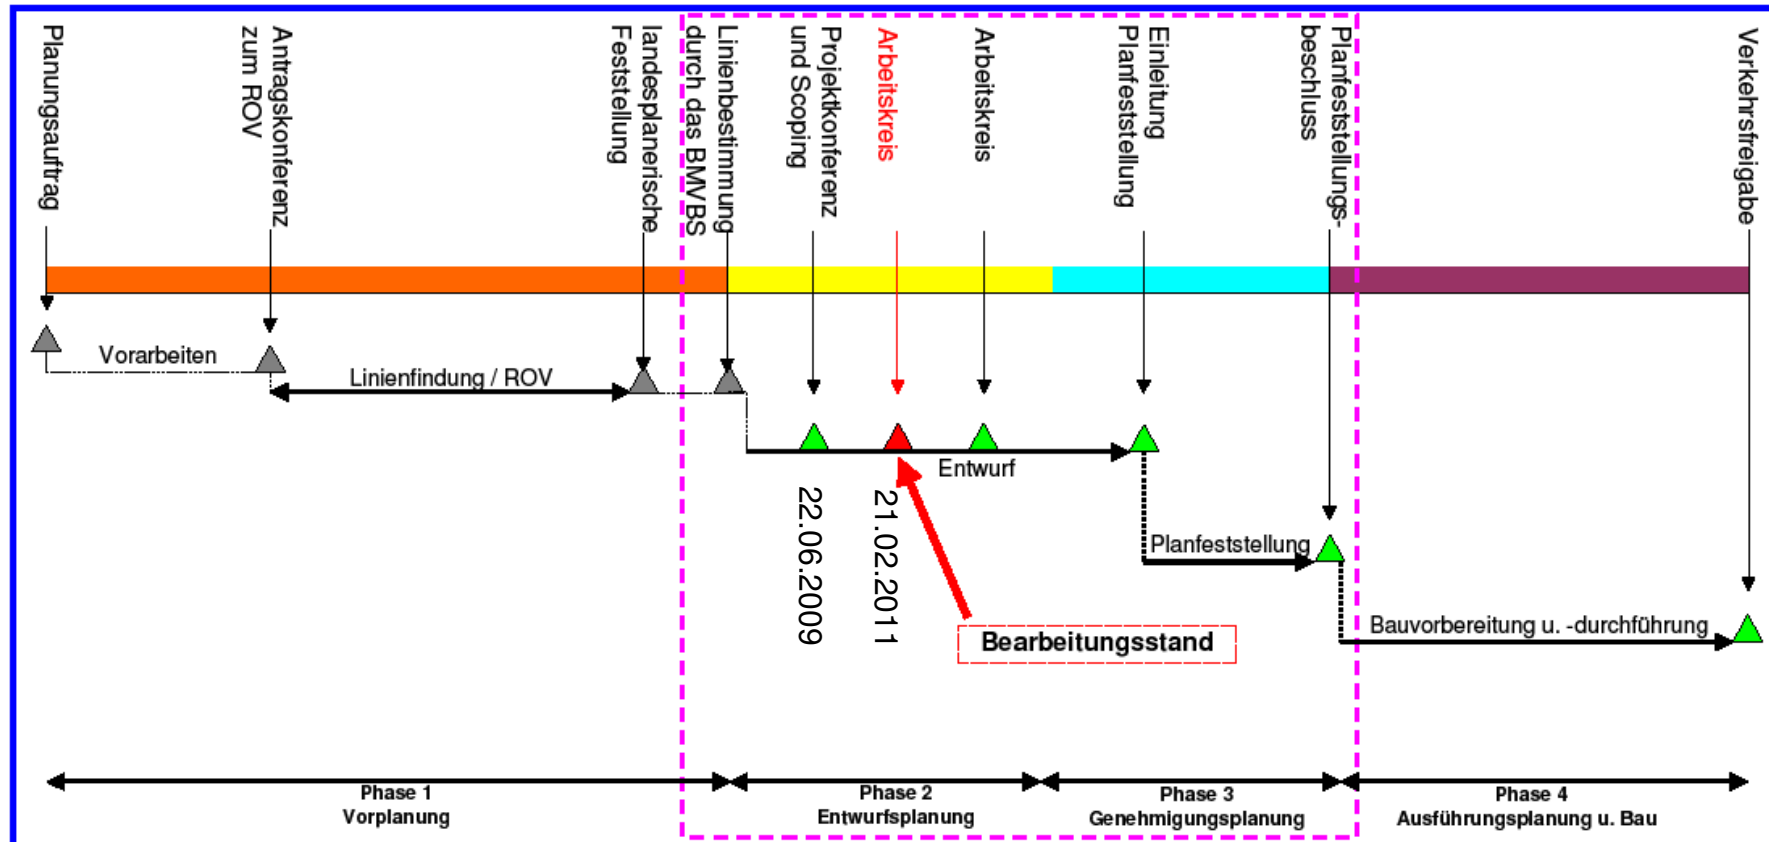 Planungsauftrag
Antragskonferenz
zum ROV
landesplanerische
Feststellung
Linienbestimmung
durch das BMVBS
Projektkonferenz
und Scoping
Arbeitskreis
Arbeitskreis
Einleitung
Planfeststellung
Planfeststellungs-
beschluss
Verkehrsfreigabe
Vorarbeiten
Linienfindung / ROV
Entwurf
22.06.2009
21.02.2011
Planfeststellung
Bearbeitungsstand
Bauvorbereitung u. -durchführung
Phase 1
Vorplanung
Phase 2
Entwurfsplanung
Phase 3
Genehmigungsplanung
Phase 4
Ausführungsplanung u. Bau